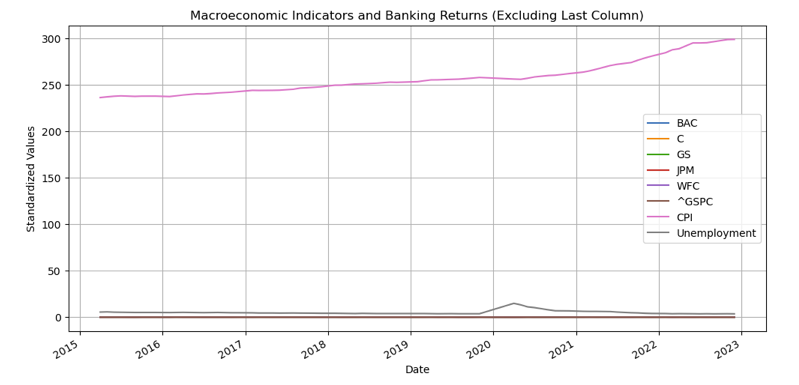 Macroeconomic Indicators and Banking Returns (Excluding Last Column)
Standardized Values
300
250
200
150
100
50
0
BAC
C
GS
JPM
WFC
^GSPC
CPI
Unemployment
2015
2016
2017
2018
2019
2020
2021
2022
2023
Date